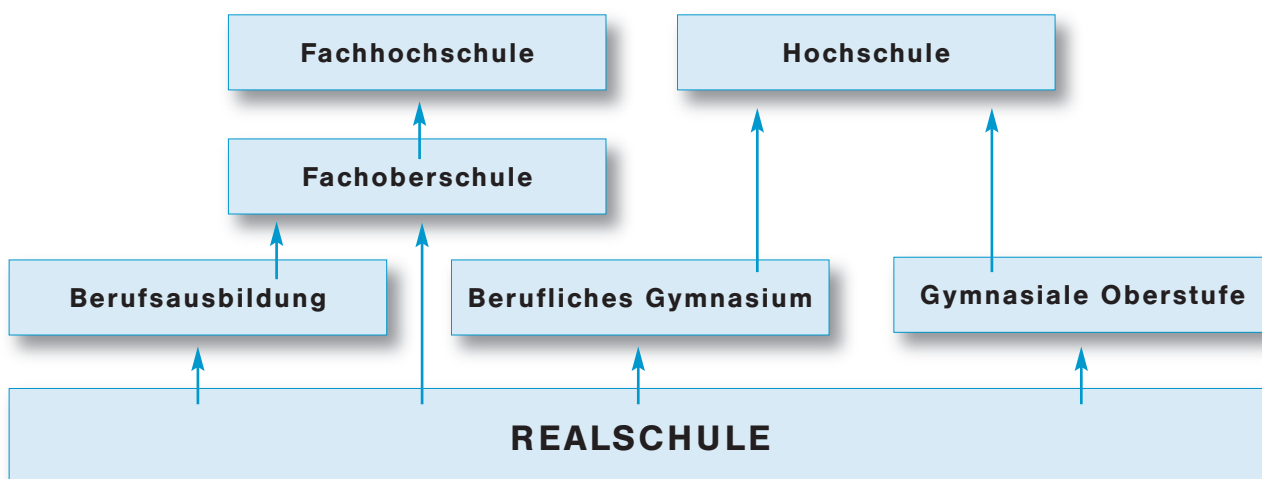 Fachhochschule
Hochschule
Fachoberschule
Berufsausbildung
Berufliches Gymnasium
Gymnasiale Oberstufe
REALSCHULE